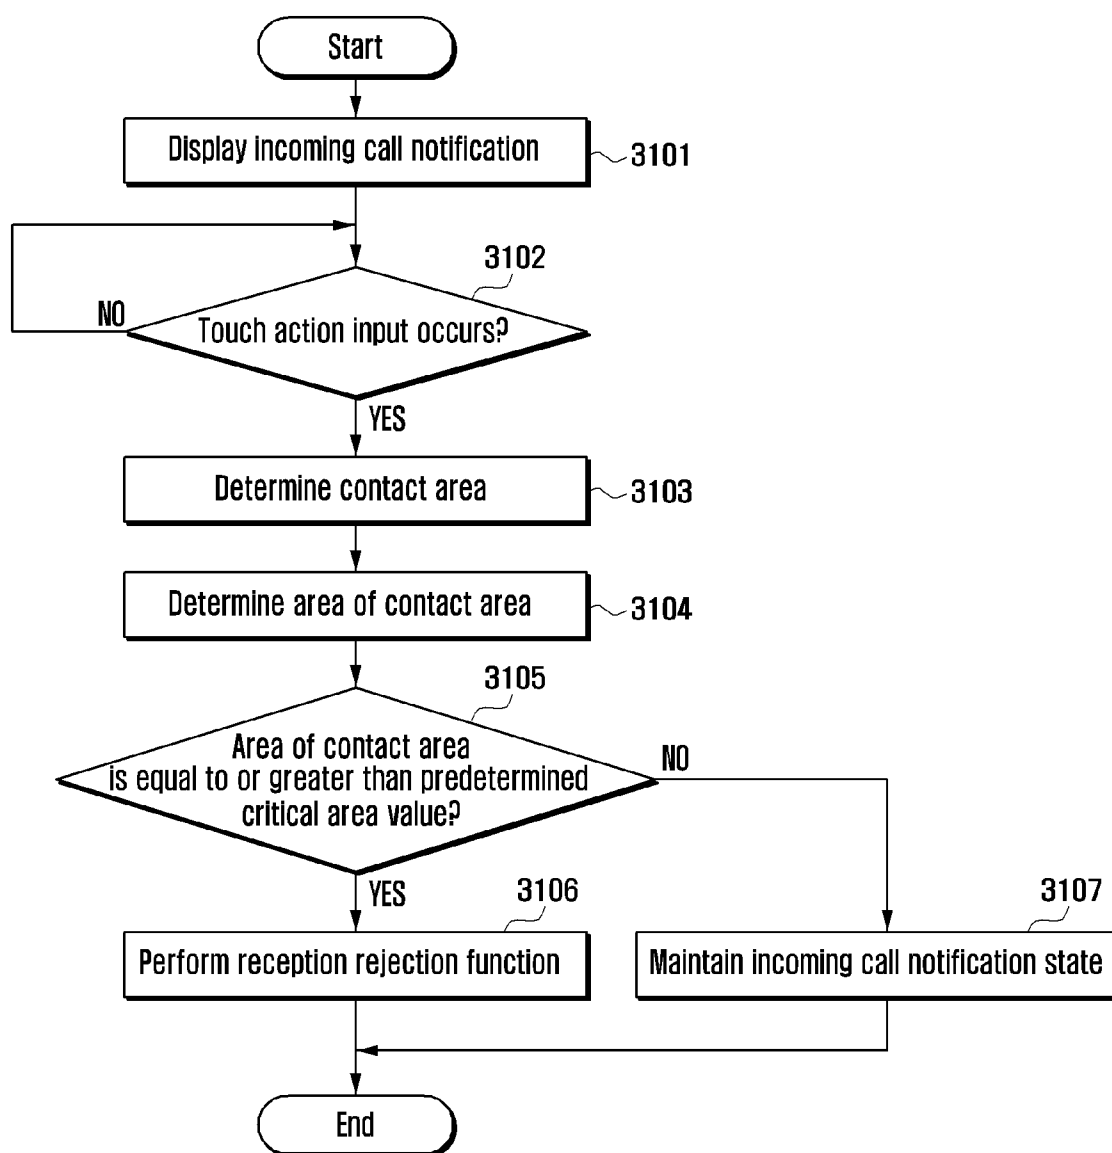 Start
Display incoming call notification
3101
3102
NO
Touch action input occurs?
YES
Determine contact area
3103
Determine area of contact area
3104
3105
Area of contact area
is equal to or greater than predetermined
critical area value?
NO
YES
3106
3107
Perform reception rejection function
Maintain incoming call notification state
End